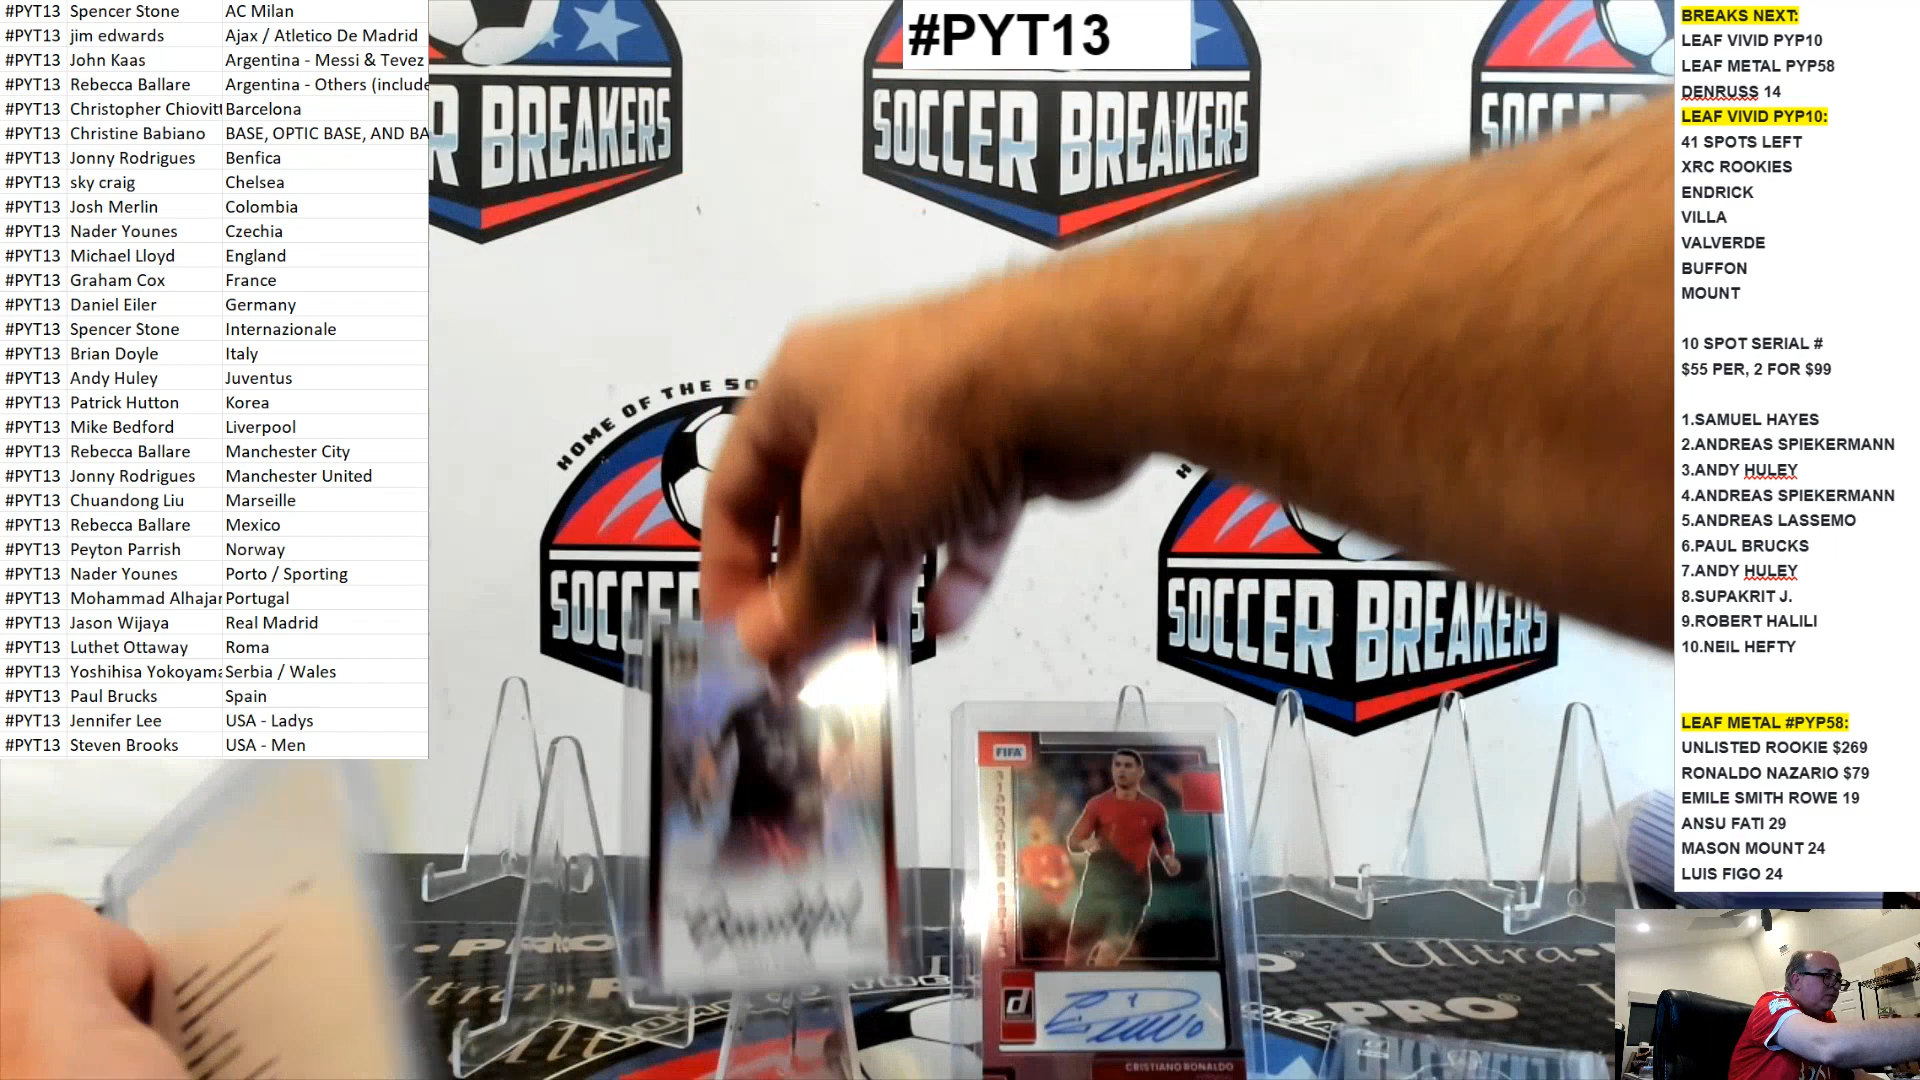 #PYT13 Spencer Stone AC Milan
#PYT13 jim edwards Ajax / Atletico De Madrid
#PYT13 John Kaas Argentina - Messi & Tevez
#PYT13 Rebecca Ballare Argentina - Others (include
#PYT13 Christopher Chiovitt Barcelona
#PYT13 Christine Babiano BASE, OPTIC BASE, AND BA
#PYT13 Jonny Rodrigues Benfica
#PYT13 sky craig Chelsea
#PYT13 Josh Merlin Colombia
#PYT13 Nader Younes Czechia
#PYT13 Michael Lloyd England
#PYT13 Graham Cox France
#PYT13 Daniel Eiler Germany
#PYT13 Spencer Stone Internazionale
#PYT13 Brian Doyle Italy
#PYT13 Andy Huley Juventus
#PYT13 Patrick Hutton Korea
#PYT13 Mike Bedford Liverpool
#PYT13 Rebecca Ballare Manchester City
#PYT13 Jonny Rodrigues Manchester United
#PYT13 Chuandong Liu Marseille
#PYT13 Rebecca Ballare Mexico
#PYT13 Peyton Parrish Norway
#PYT13 Nader Younes Porto / Sporting
#PYT13 Mohammad Alhajar Portugal
#PYT13 Jason Wijaya Real Madrid
#PYT13 Luthet Ottaway Roma
#PYT13 Yoshihisa Yokoyama Serbia / Wales
#PYT13 Paul Brucks Spain
#PYT13 Jennifer Lee USA - Ladys
#PYT13 Steven Brooks USA - Men
#PYT13
R BREAKERS
SOCCER BREAKERS
SOCC
HOME OF THE SO
SOCCER
SOCCER BREAKERS
FIFA
SIGNATURE SERIES
d
CRISTIANO RONALDO
PRO
Ultra
Ultra PRO
BREAKS NEXT:
LEAF VIVID PYP10
LEAF METAL PYP58
DENRUSS 14
LEAF VIVID PYP10:
41 SPOTS LEFT
XRC ROOKIES
ENDRICK
VILLA
VALVERDE
BUFFON
MOUNT
10 SPOT SERIAL #
$55 PER, 2 FOR $99
1.SAMUEL HAYES
2.ANDREAS SPIEKERMANN
3.ANDY HULEY
4.ANDREAS SPIEKERMANN
5.ANDREAS LASSEMO
6.PAUL BRUCKS
7.ANDY HULEY
8.SUPAKRIT J.
9.ROBERT HALILI
10.NEIL HEFTY
LEAF METAL #PYP58:
UNLISTED ROOKIE $269
RONALDO NAZARIO $79
EMILE SMITH ROWE 19
ANSU FATI 29
MASON MOUNT 24
LUIS FIGO 24